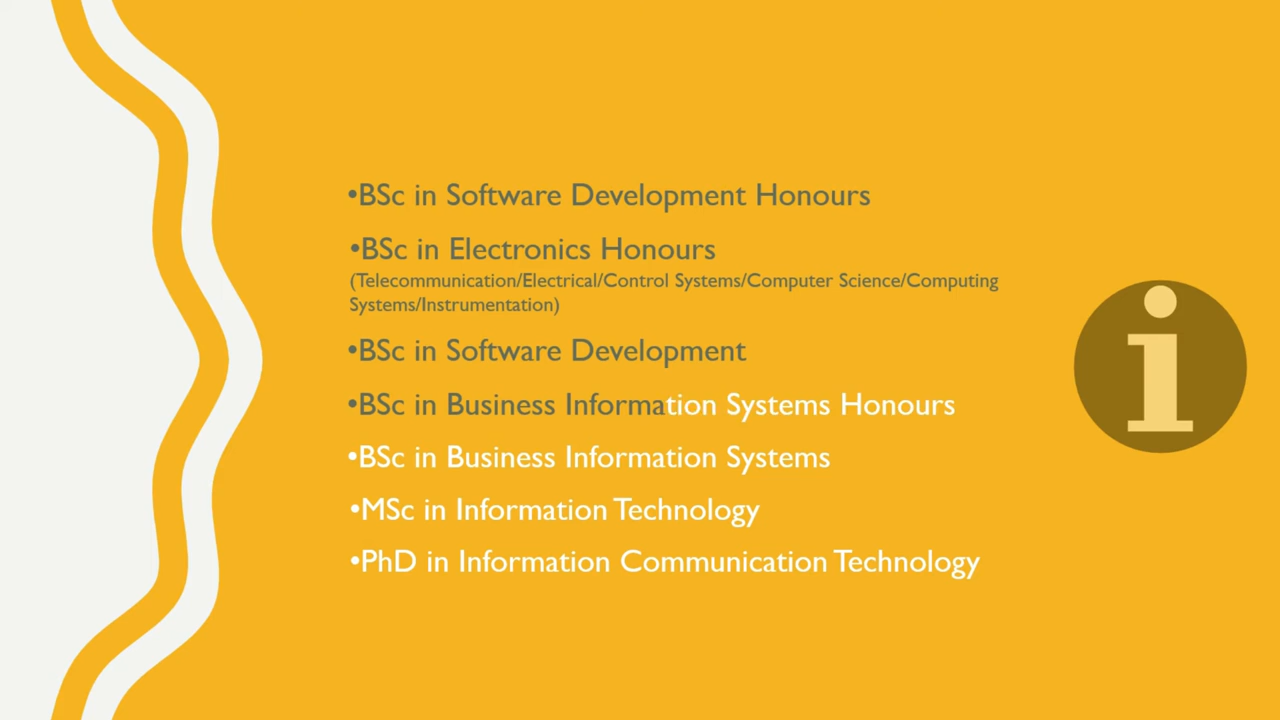 •BSc in Software Development Honours
•BSc in Electronics Honours
(Telecommunication/Electrical/Control Systems/Computer Science/Computing
Systems/Instrumentation)
•BSc in Software Development
•BSc in Business Information Systems Honours
•BSc in Business Information Systems
•MSc in Information Technology
•PhD in Information Communication Technology
i